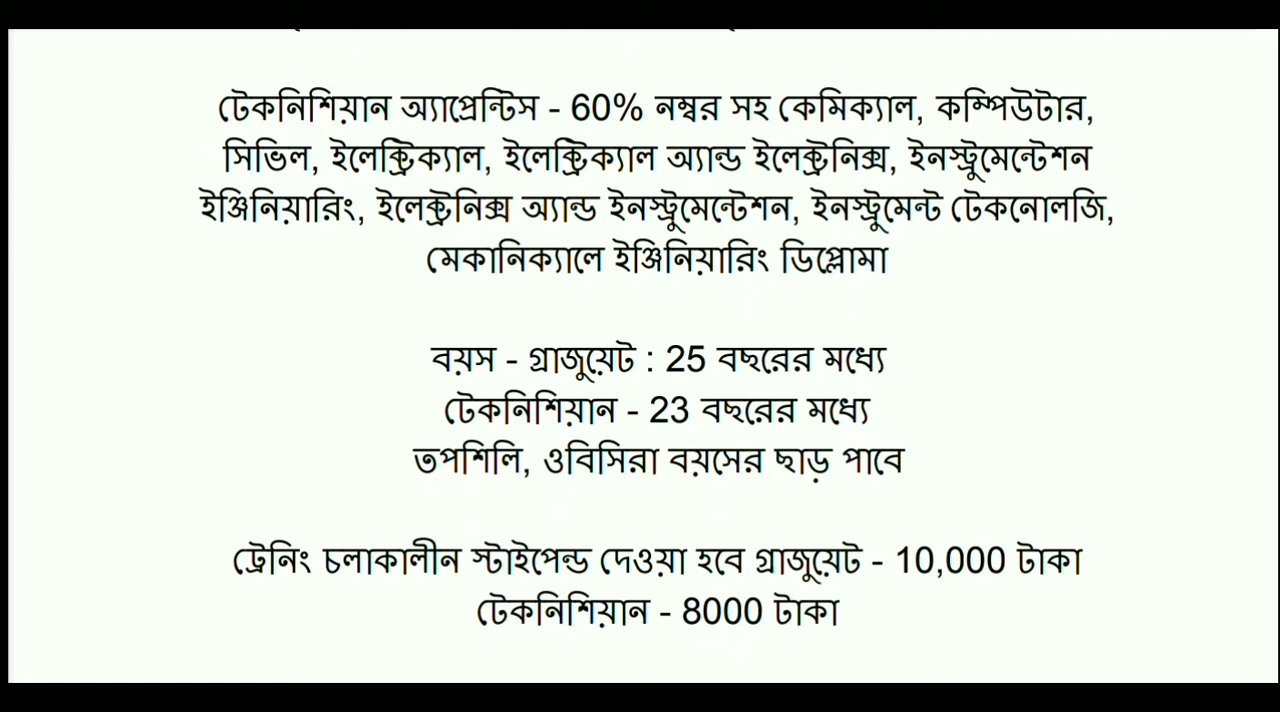 টেকনিশিয়ান অ্যাপ্রেন্টিস - 60% নম্বর সহ কেমিক্যাল, কম্পিউটার,
সিভিল, ইলেক্ট্রিক্যাল, ইলেক্ট্রিক্যাল অ্যান্ড ইলেক্ট্রনিক্স, ইনস্ট্রুমেন্টেশন
ইঞ্জিনিয়ারিং, ইলেক্ট্রনিক্স অ্যান্ড ইনস্ট্রুমেন্টেশন, ইনস্ট্রুমেন্ট টেকনোলজি,
মেকানিক্যালে ইঞ্জিনিয়ারিং ডিপ্লোমা
বয়স - গ্রাজুয়েট : 25 বছরের মধ্যে
টেকনিশিয়ান - 23 বছরের মধ্যে
তপশিলি, ওবিসিরা বয়সের ছাড় পাবে
ট্রেনিং চলাকালীন স্টাইপেন্ড দেওয়া হবে গ্রাজুয়েট - 10,000 টাকা
টেকনিশিয়ান - 8000 টাকা